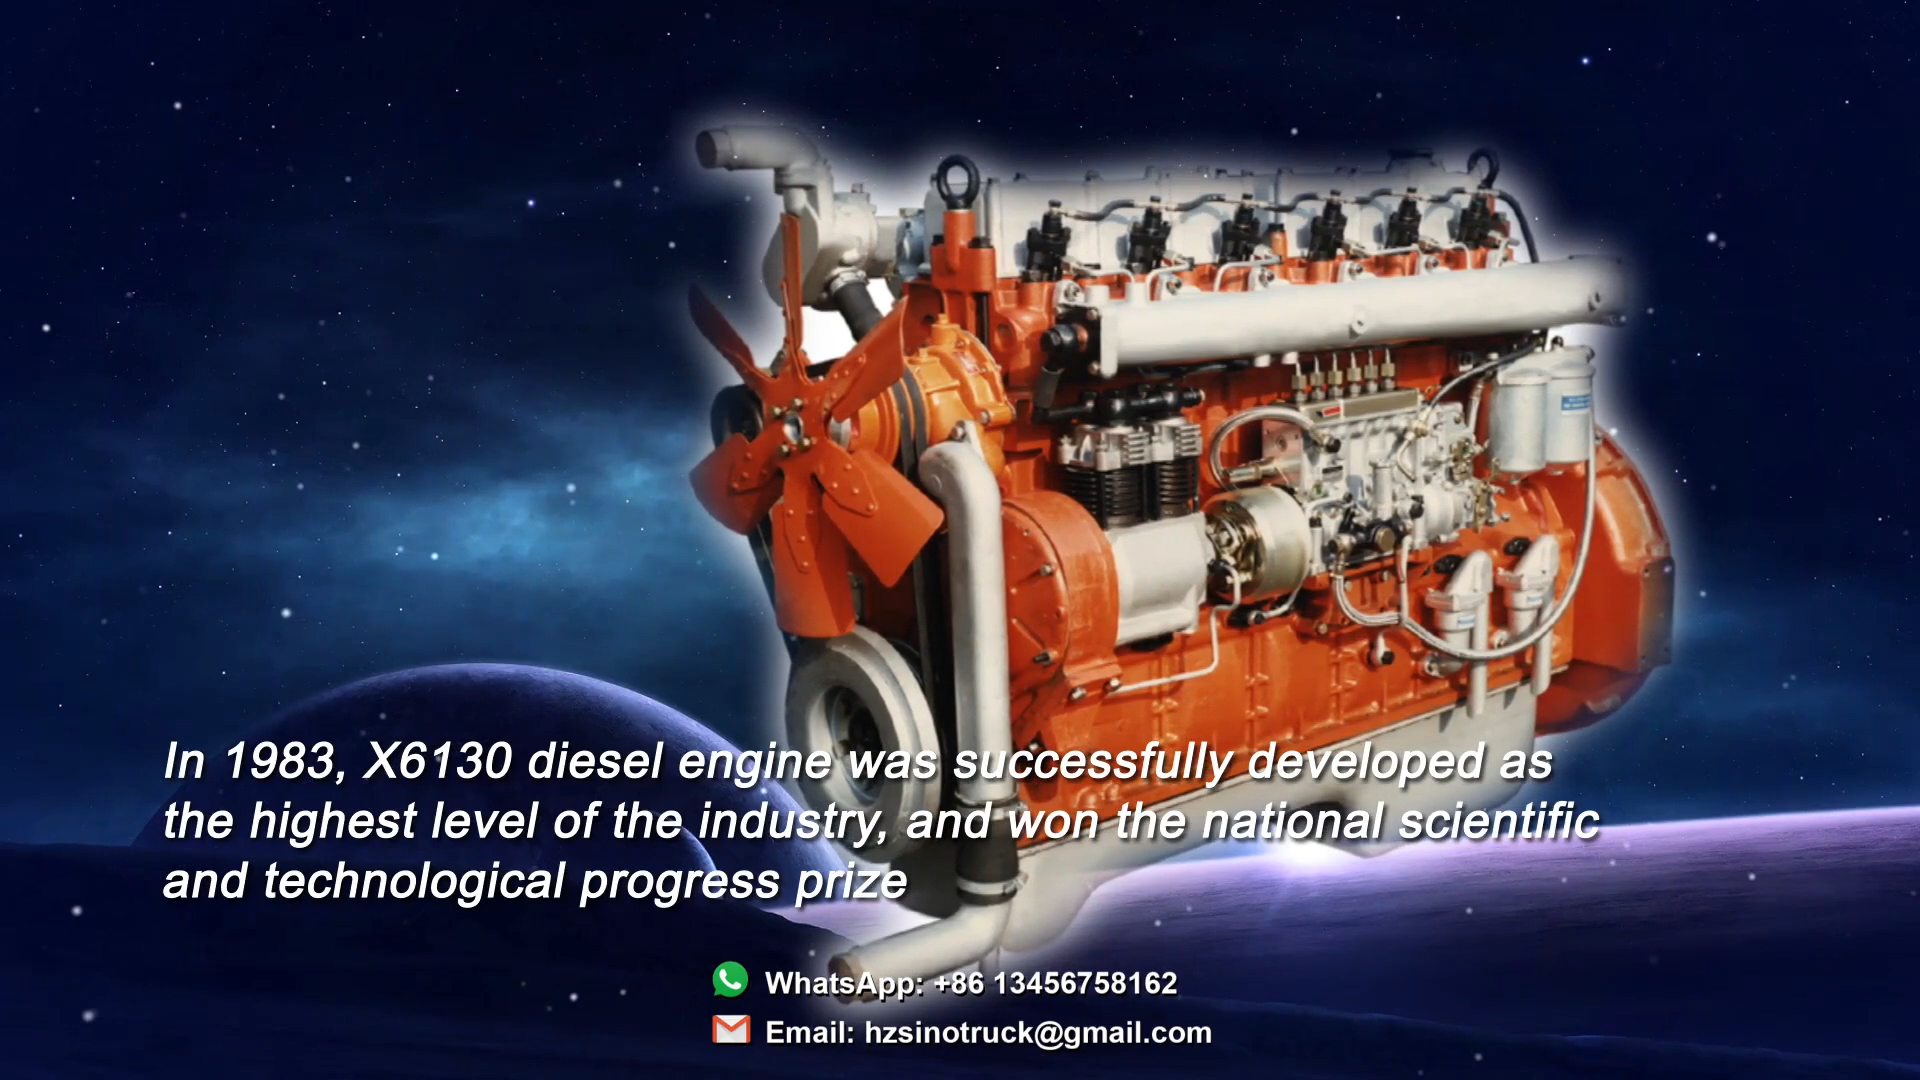 In 1983, X6130 diesel engine was successfully developed as
the highest level of the industry, and won the national scientific
and technological progress prize
WhatsApp: +86 13456758162
Email: hzsinotruck@gmail.com